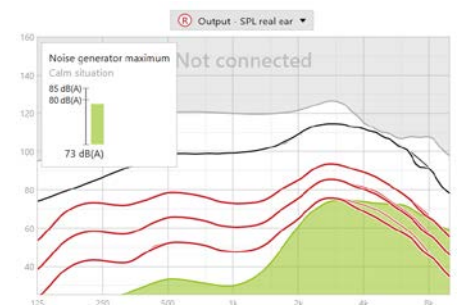 R Output - SPL real ear ▼
160
Noise generator maximum
Calm situation
85 dB(A)
80 dB(A)
73 dB(A)
Not connected
140
120
100
80
60
40
125 250 500 1k 2k 4k 8k